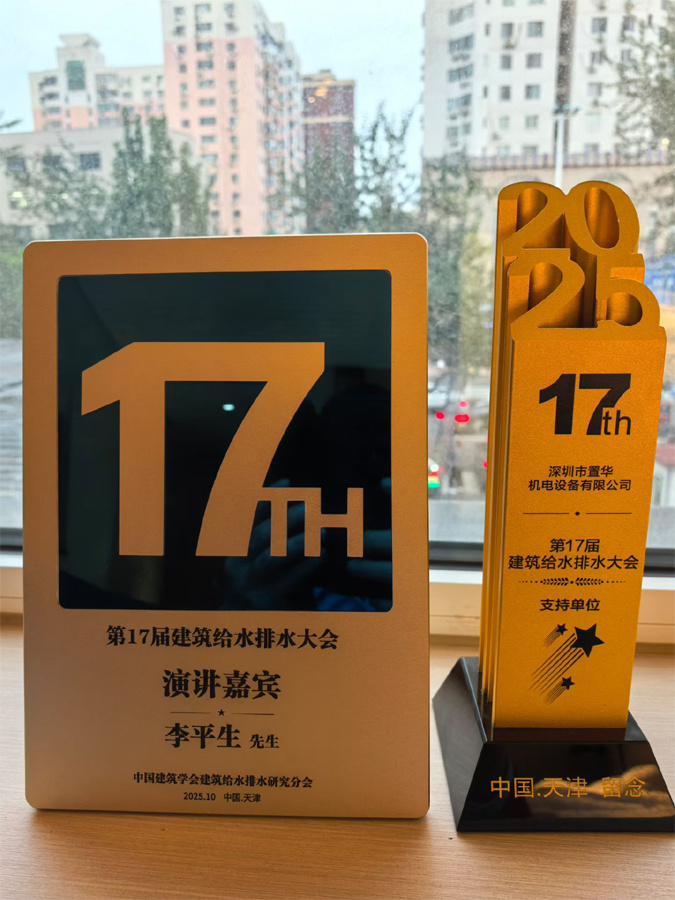 17TH
第17届建筑给水排水大会
演讲嘉宾
李平生 先生
中国建筑学会建筑给水排水研究分会
2025.10 中国.天津
20
25
17th
深圳市置华
机电设备有限公司
第17届
建筑给水排水大会
支持单位
中国.天津 留念